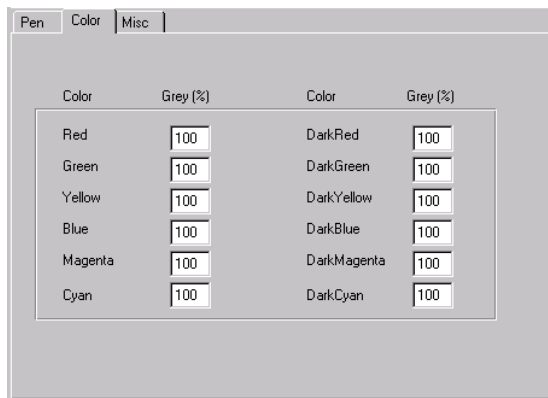 Pen Color Misc
Color Grey (%) Color Grey (%)
Red 100 DarkRed 100
Green 100 DarkGreen 100
Yellow 100 DarkYellow 100
Blue 100 DarkBlue 100
Magenta 100 DarkMagenta 100
Cyan 100 DarkCyan 100